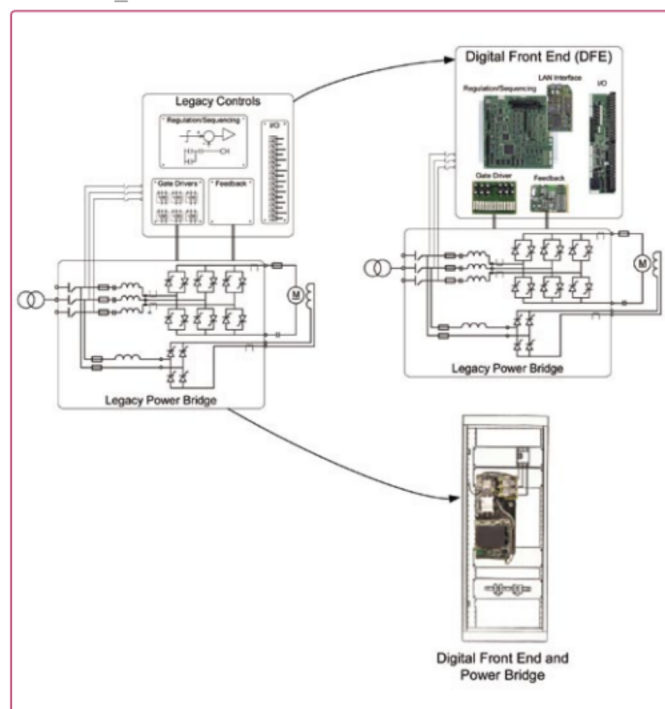 Digital Front End (DFE)
LAN Interface
Regulation/Sequencing
I/O
Legacy Controls
Regulation/Sequencing
I/O
Gate Drivers
Feedback
Gate Driver
Feedback
M
M
Legacy Power Bridge
Legacy Power Bridge
Digital Front End and
Power Bridge